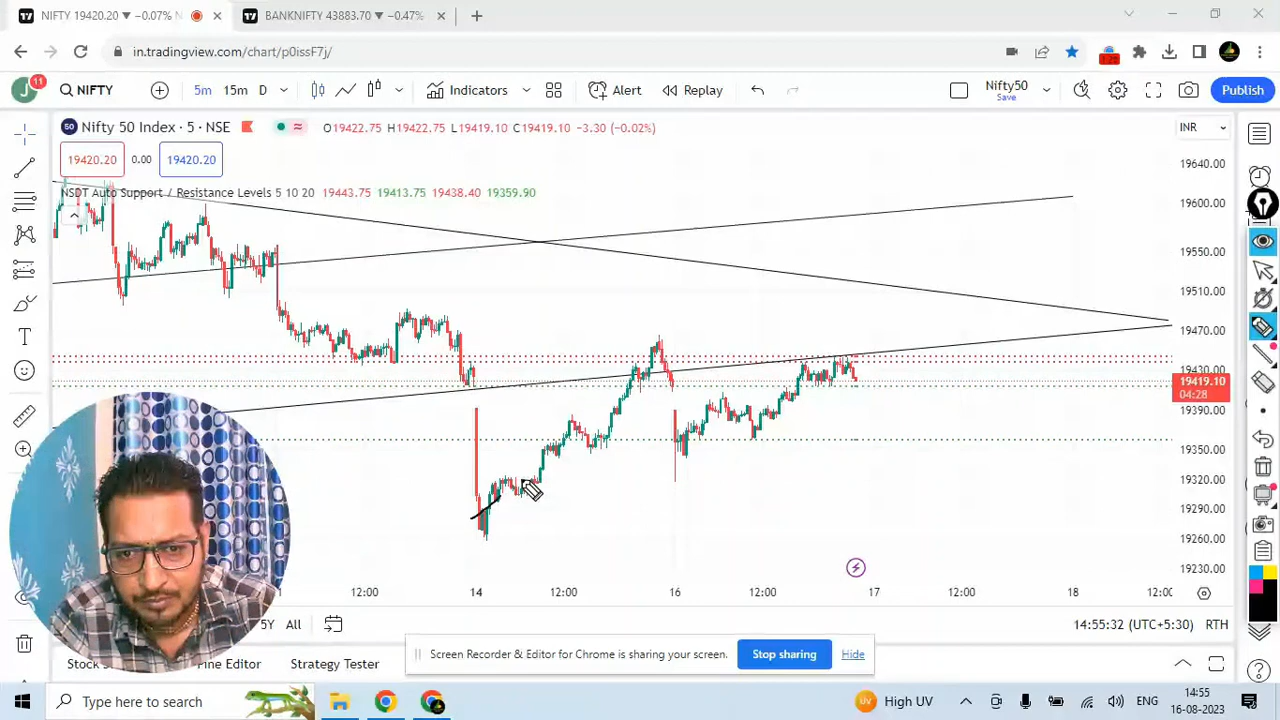 NIFTY 19420.20 ▼ −0.07% N
BANKNIFTY 43883.70 ▼ −0.47%
in.tradingview.com/chart/p0issF7j/
J 11 NIFTY 5m 15m D Indicators Alert Replay Nifty50 Save Publish
50 Nifty 50 Index · 5 · NSE O19422.75 H19422.75 L19419.10 C19419.10 −3.30 (−0.02%) INR
19420.20 0.00 19420.20
NSDT Auto Support / Resistance Levels 5 10 20 19443.75 19413.75 19438.40 19359.90
19640.00
19600.00
19550.00
19510.00
19470.00
19430.00
19419.10
04:28
19390.00
19350.00
19320.00
19290.00
19260.00
19230.00
12:00 14 12:00 16 12:00 17 12:00 18
5Y All 14:55:32 (UTC+5:30) RTH
Screen Recorder & Editor for Chrome is sharing your screen. Stop sharing Hide
Pine Editor Strategy Tester
Type here to search High UV ENG 14:55
16-08-2023